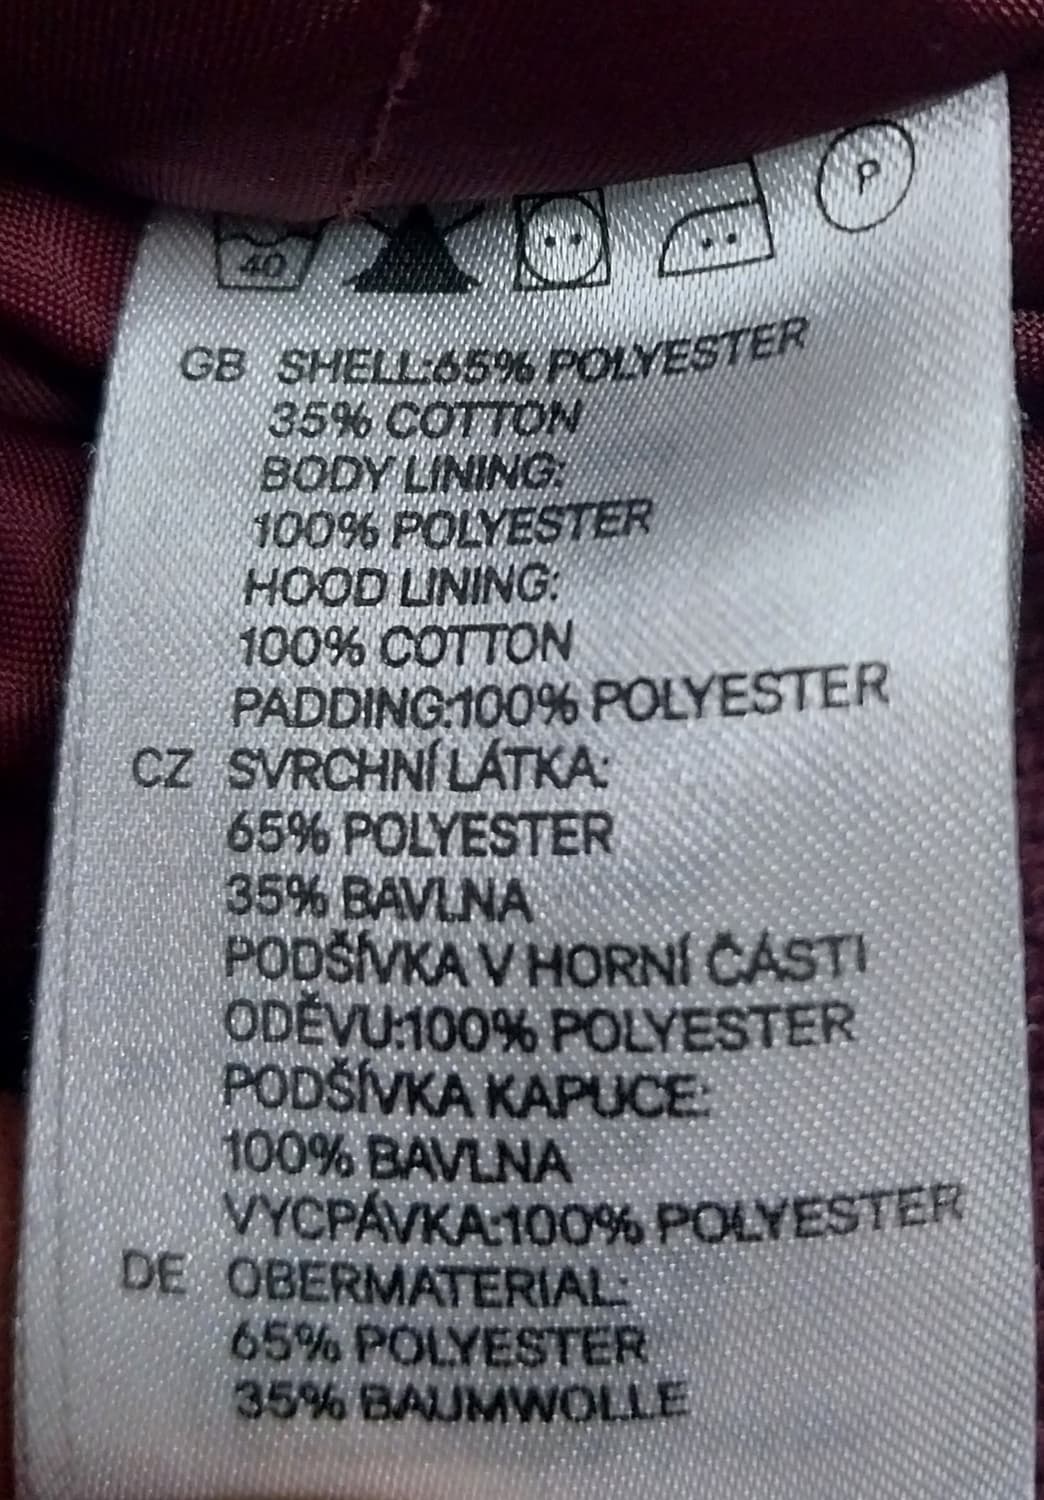 40
P
GB SHELL:65% POLYESTER
35% COTTON
BODY LINING:
100% POLYESTER
HOOD LINING:
100% COTTON
PADDING:100% POLYESTER
CZ SVRCHNÍ LÁTKA:
65% POLYESTER
35% BAVLNA
PODŠÍVKA V HORNÍ ČÁSTI
ODĚVU:100% POLYESTER
PODŠÍVKA KAPUCE:
100% BAVLNA
VYCPÁVKA:100% POLYESTER
DE OBERMATERIAL:
65% POLYESTER
35% BAUMWOLLE